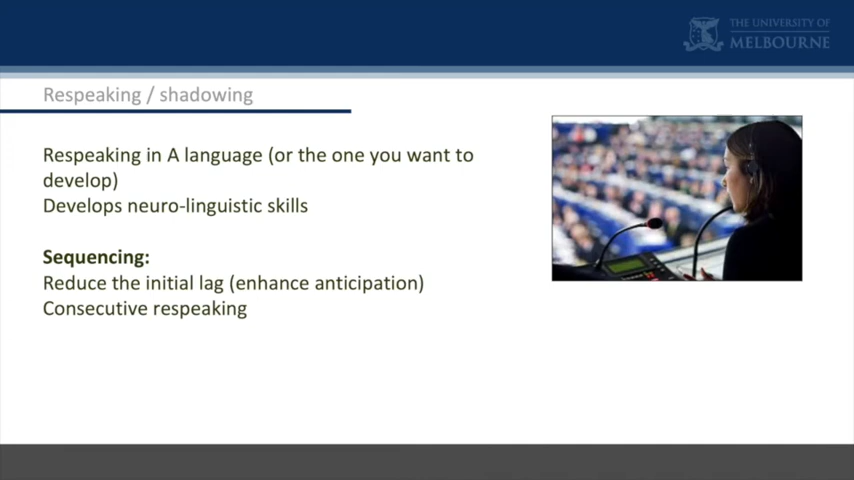 THE UNIVERSITY OF
MELBOURNE
Respeaking / shadowing
Respeaking in A language (or the one you want to
develop)
Develops neuro-linguistic skills
Sequencing:
Reduce the initial lag (enhance anticipation)
Consecutive respeaking